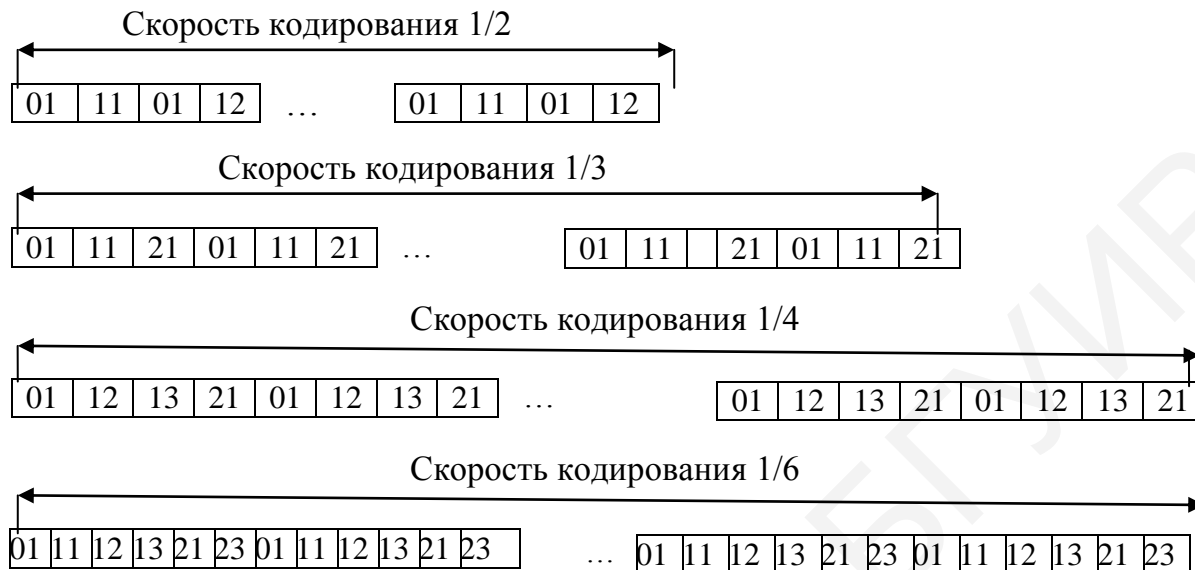 Скорость кодирования 1/2
01 11 01 12 … 01 11 01 12
Скорость кодирования 1/3
01 11 21 01 11 21 … 01 11 21 01 11 21
Скорость кодирования 1/4
01 12 13 21 01 12 13 21 … 01 12 13 21 01 12 13 21
Скорость кодирования 1/6
01 11 12 13 21 23 01 11 12 13 21 23 … 01 11 12 13 21 23 01 11 12 13 21 23
БГУИР